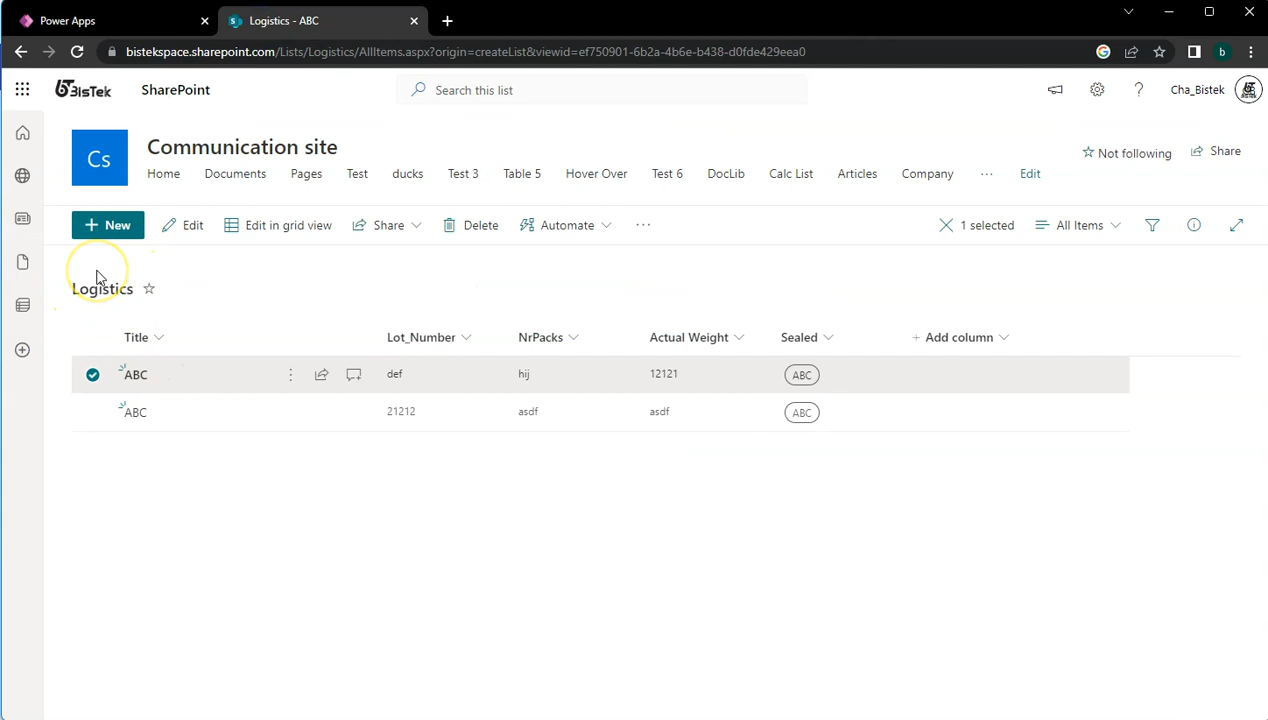 Power Apps
Logistics - ABC
bistekspace.sharepoint.com/Lists/Logistics/AllItems.aspx?origin=createList&viewid=ef750901-6b2a-4b6e-b438-d0fde429eea0
b
BisTek
SharePoint
Search this list
Cha_Bistek
Cs
Communication site
Not following
Share
Home
Documents
Pages
Test
ducks
Test 3
Table 5
Hover Over
Test 6
DocLib
Calc List
Articles
Company
Edit
New
Edit
Edit in grid view
Share
Delete
Automate
1 selected
All Items
Logistics
Title Lot_Number NrPacks Actual Weight Sealed + Add column
ABC def hij 12121 ABC
ABC 21212 asdf asdf ABC